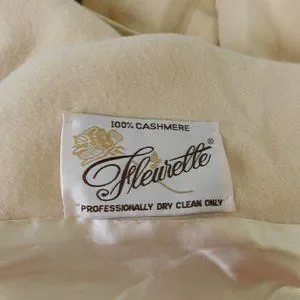 100% CASHMERE
Fleurette®
PROFESSIONALLY DRY CLEAN ONLY